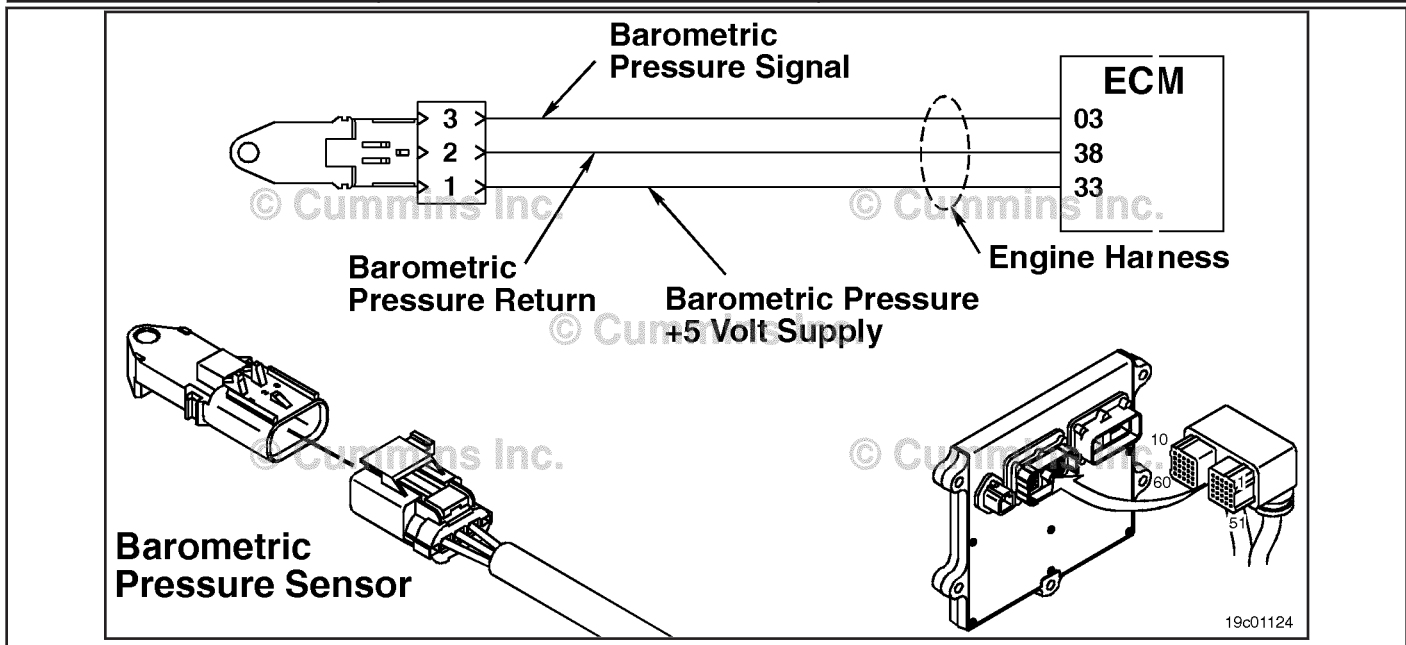 Barometric
Pressure Signal
ECM
3
03
2
38
1
33
© Cummins Inc.
© Cummins Inc.
Engine Harness
Barometric
Pressure Return
Barometric Pressure
+5 Volt Supply
© Cummins Inc.
© Cummins Inc.
© Cummins Inc.
10
60
1
51
Barometric
Pressure Sensor
19c01124